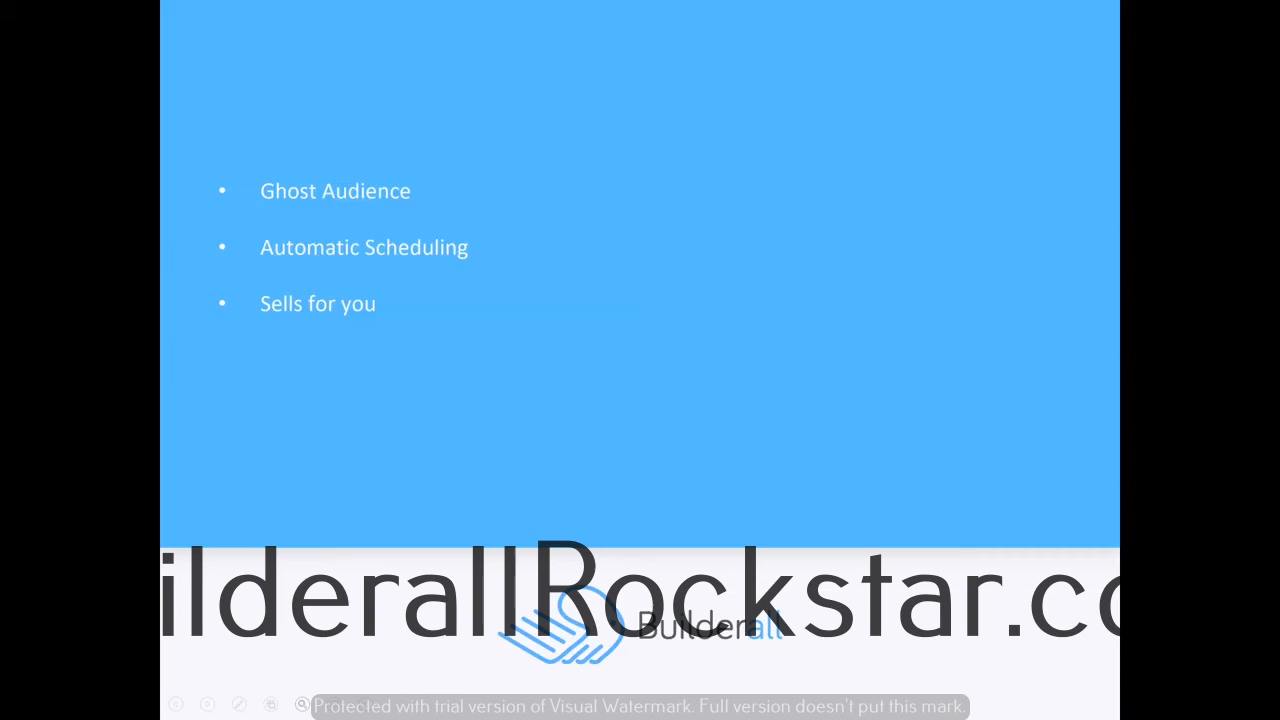 • Ghost Audience
• Automatic Scheduling
• Sells for you
ilderallRockstar.co
Builderall
Protected with trial version of Visual Watermark. Full version doesn't put this mark.